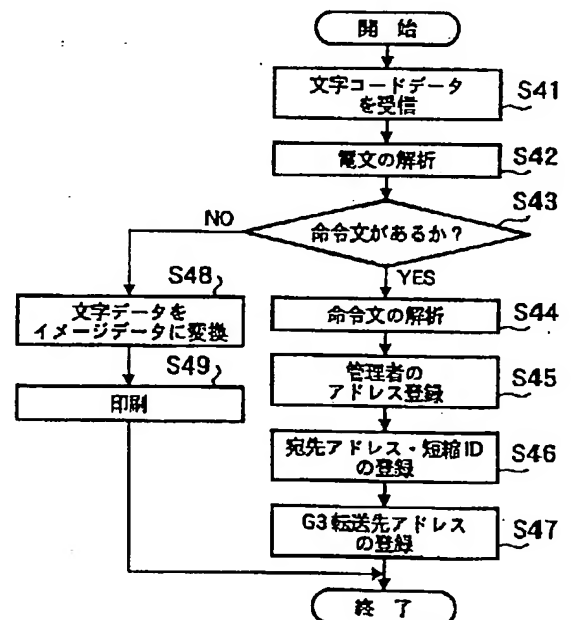 開 始
文字コードデータ
を受信
S41
電文の解析
S42
S43
命令文があるか?
NO
YES
S48
文字データを
イメージデータに変換
命令文の解析
S44
S49
印刷
管理者の
アドレス登録
S45
宛先アドレス・短縮ID
の登録
S46
G3転送先アドレス
の登録
S47
終 了